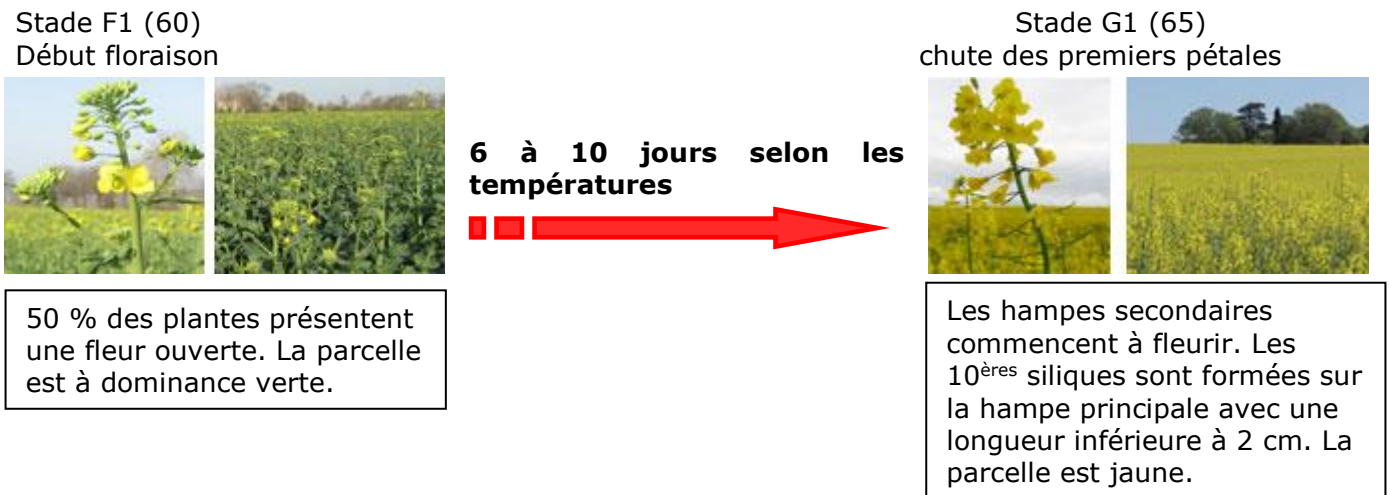 Stade F1 (60)
Début floraison
Stade G1 (65)
chute des premiers pétales
6 à 10 jours selon les
températures
50 % des plantes présentent
une fleur ouverte. La parcelle
est à dominance verte.
Les hampes secondaires
commencent à fleurir. Les
10ères siliques sont formées sur
la hampe principale avec une
longueur inférieure à 2 cm. La
parcelle est jaune.